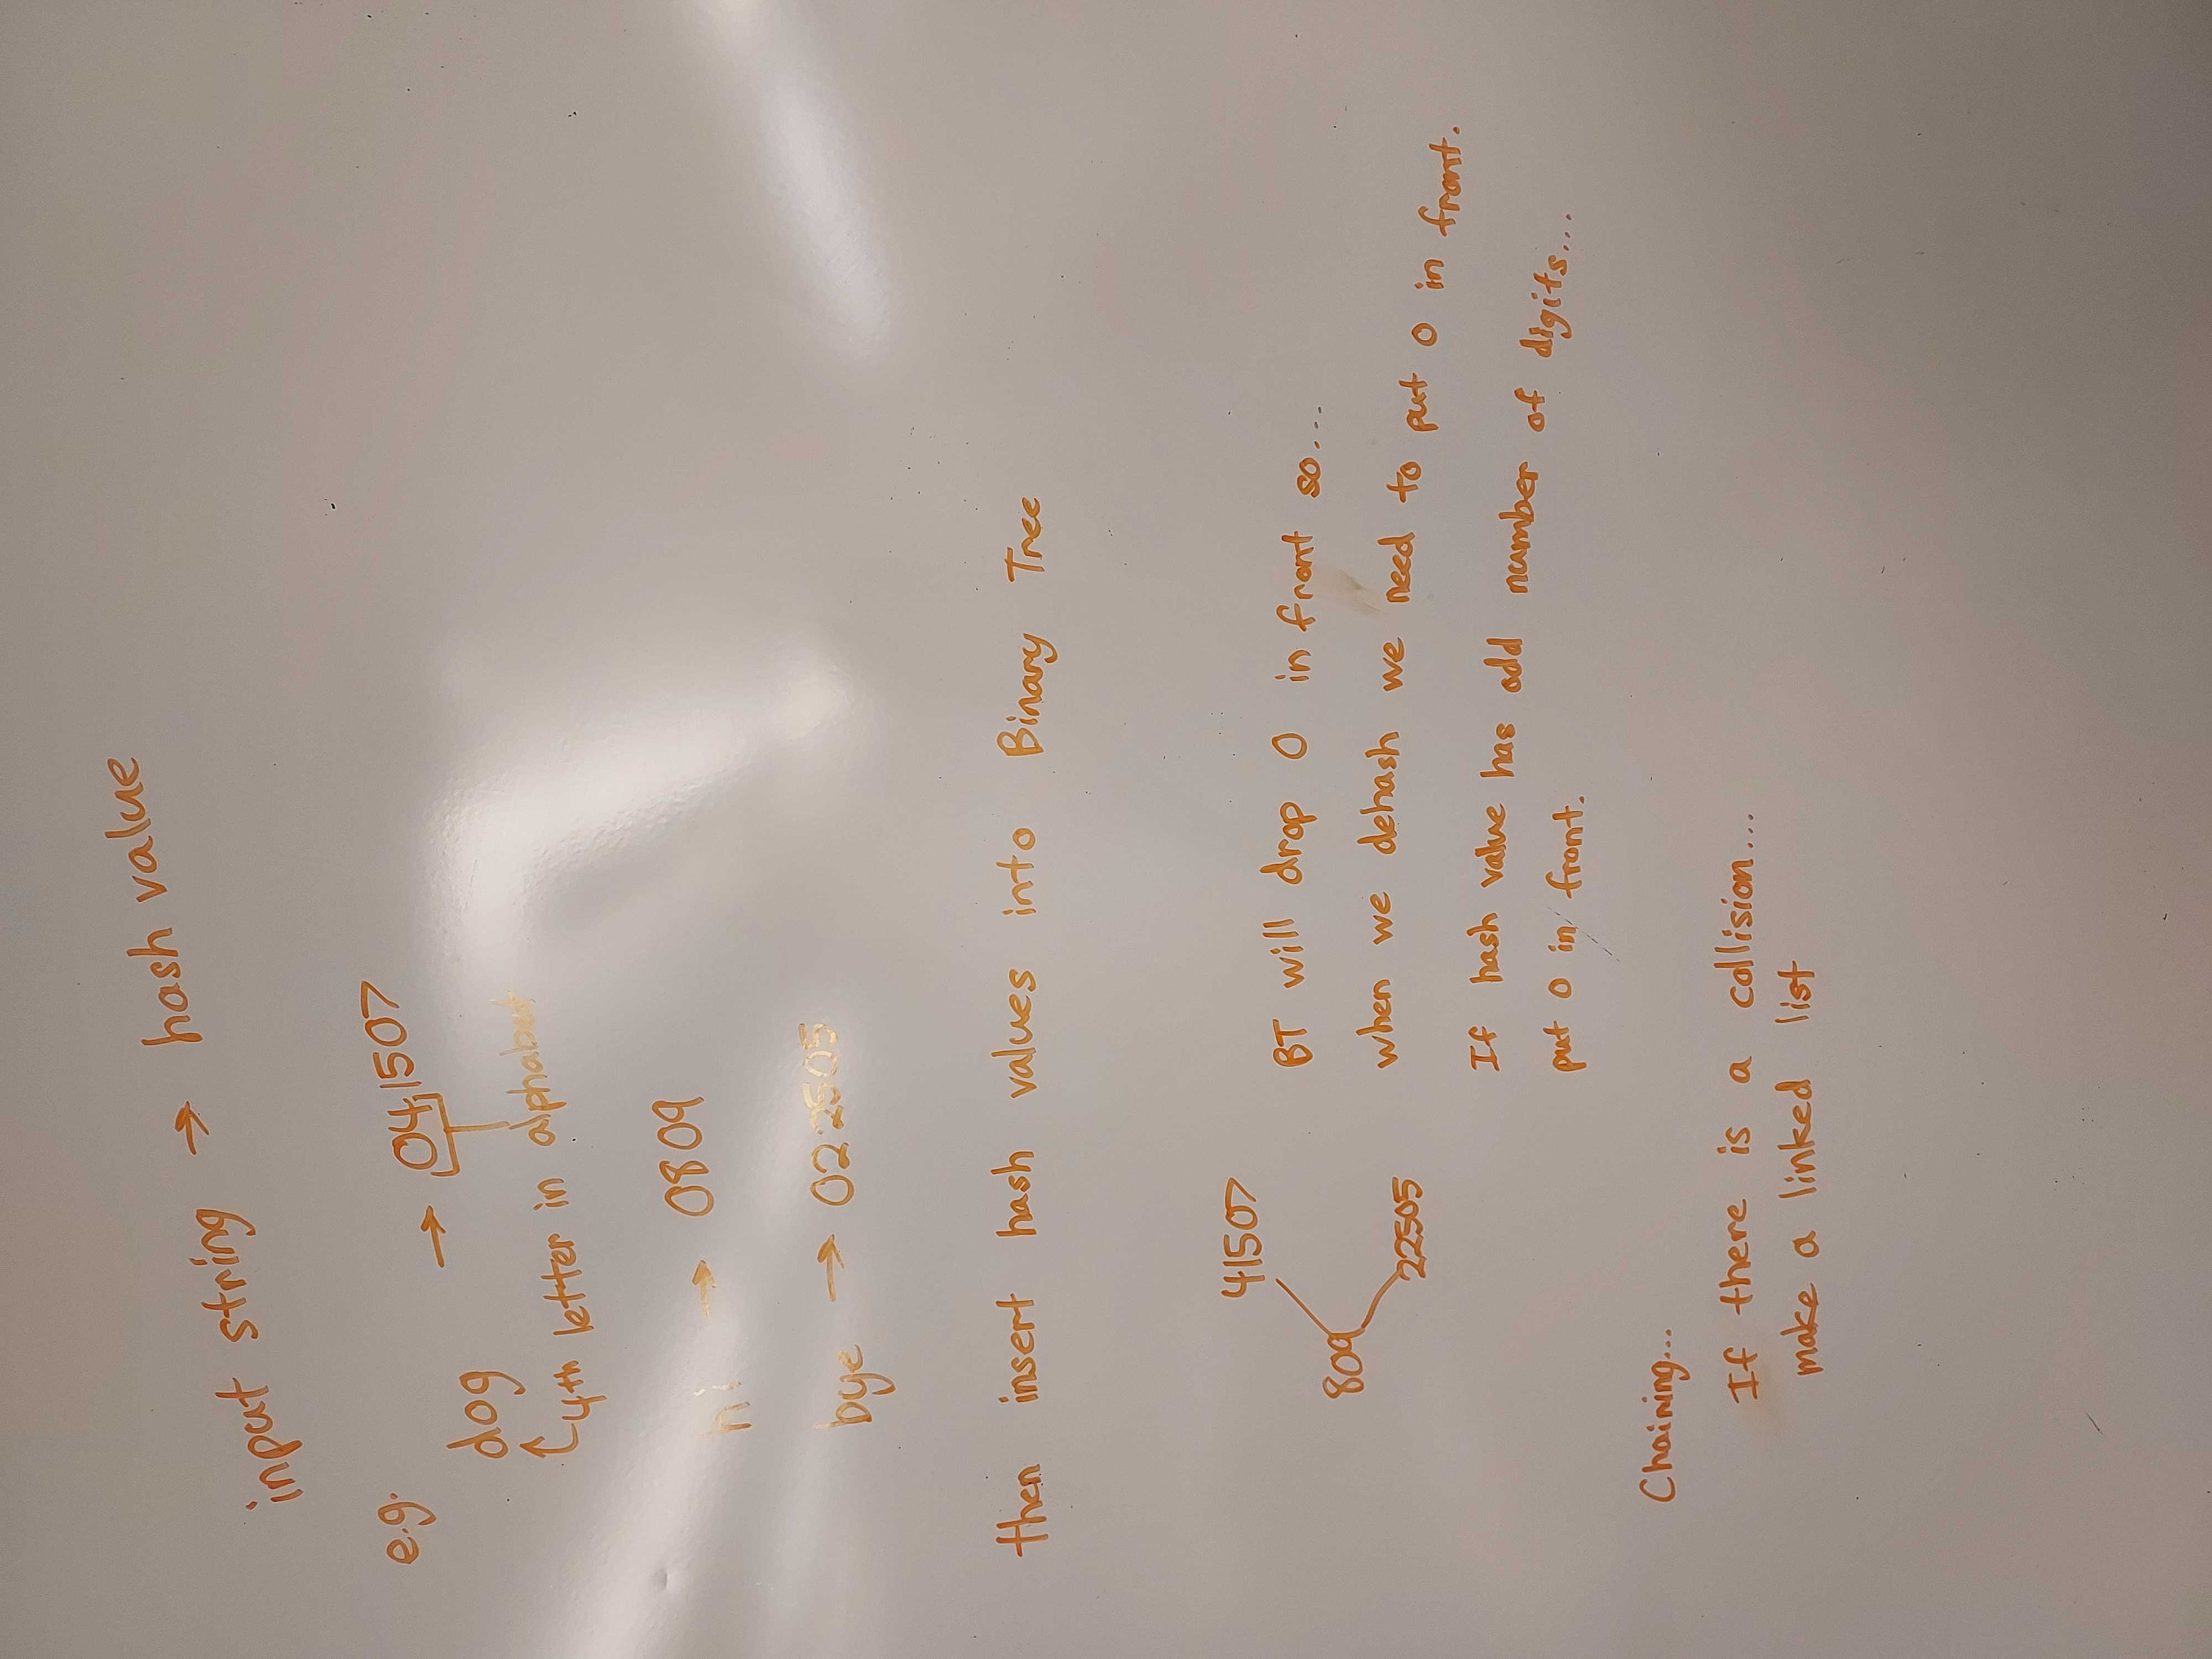 input string → hash value
e.g.
dog → 041507
4th letter in alphabet
hi → 0809
bye → 022505
then insert hash values into Binary Tree
41507
809
22505
BT will drop 0 in front so...
when we dehash we need to put 0 in front.
If hash value has odd number of digits...
put 0 in front.
Chaining...
If there is a collision...
make a linked list